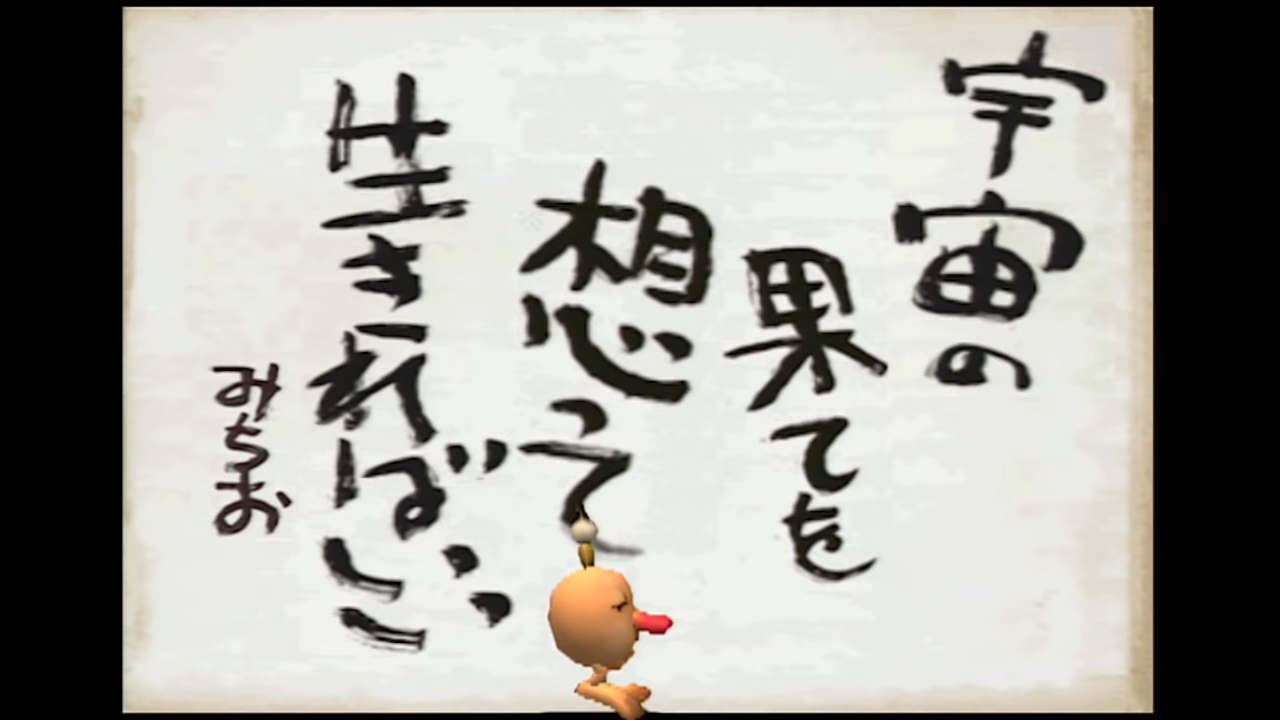 宇宙の
果てを
想って
生きればいい
みちお